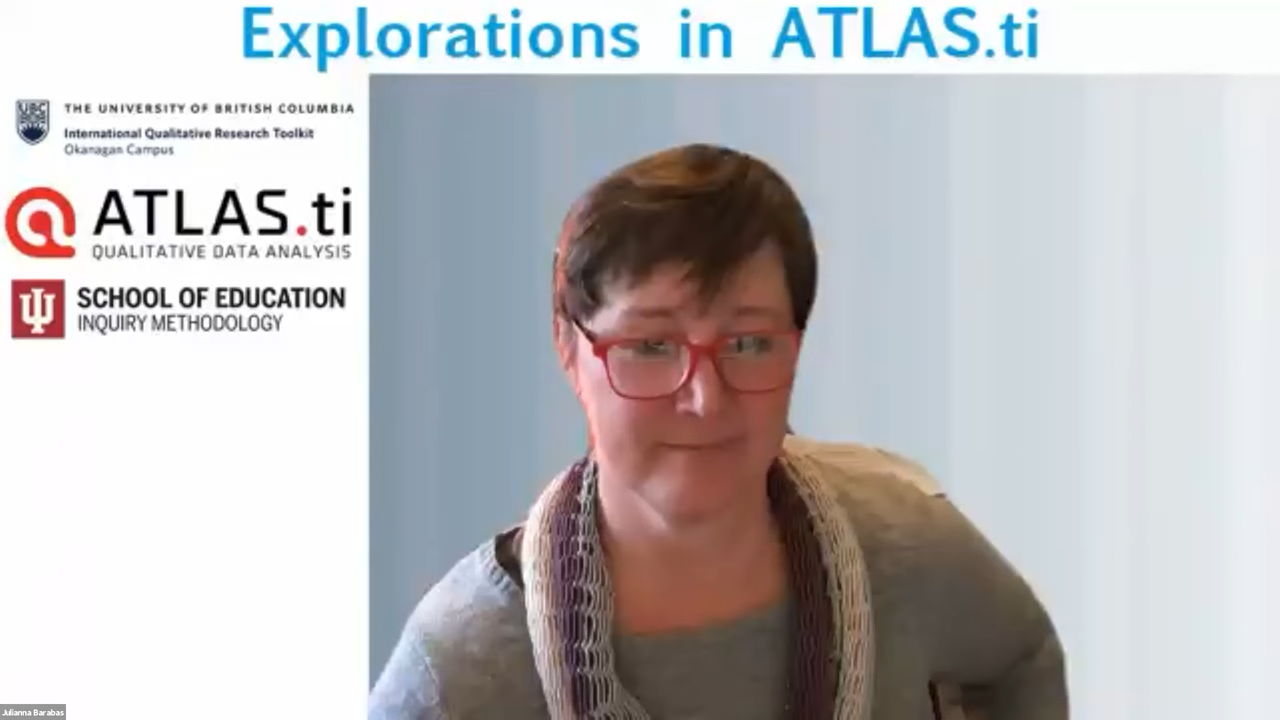 Explorations in ATLAS.ti
UBC
THE UNIVERSITY OF BRITISH COLUMBIA
International Qualitative Research Toolkit
Okanagan Campus
ATLAS.ti
QUALITATIVE DATA ANALYSIS
SCHOOL OF EDUCATION
INQUIRY METHODOLOGY
Julianna Barabas